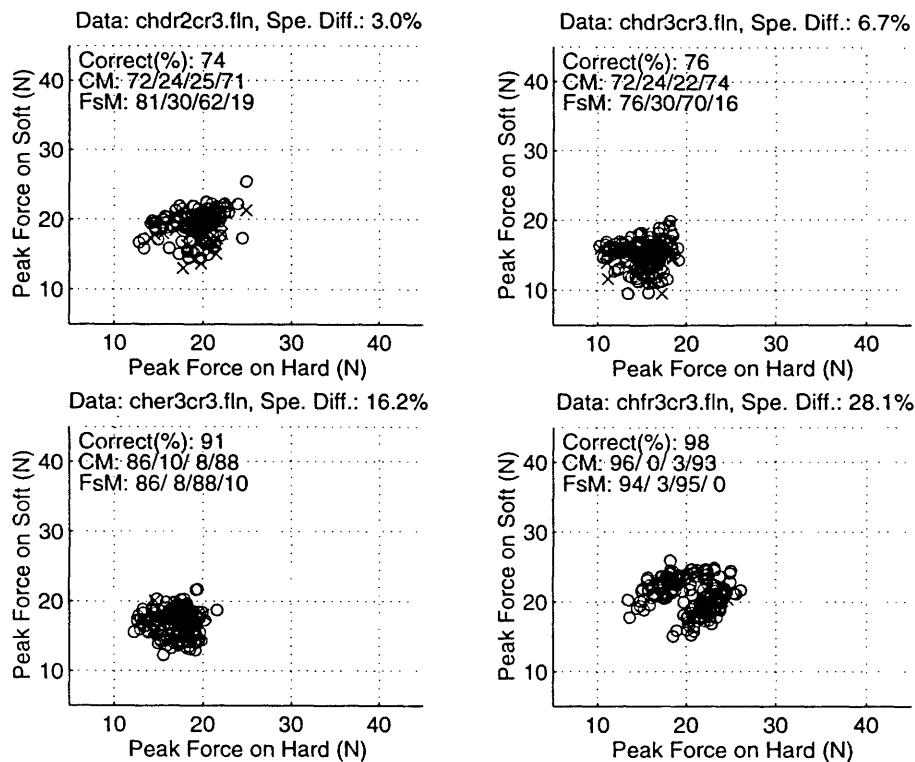 Data: chdr2cr3.fln, Spe. Diff.: 3.0%
Correct(%): 74
CM: 72/24/25/71
FsM: 81/30/62/19
Peak Force on Soft (N)
40
30
20
10
10 20 30 40
Peak Force on Hard (N)
Data: chdr3cr3.fln, Spe. Diff.: 6.7%
Correct(%): 76
CM: 72/24/22/74
FsM: 76/30/70/16
Peak Force on Soft (N)
40
30
20
10
10 20 30 40
Peak Force on Hard (N)
Data: cher3cr3.fln, Spe. Diff.: 16.2%
Correct(%): 91
CM: 86/10/ 8/88
FsM: 86/ 8/88/10
Peak Force on Soft (N)
40
30
20
10
10 20 30 40
Peak Force on Hard (N)
Data: chfr3cr3.fln, Spe. Diff.: 28.1%
Correct(%): 98
CM: 96/ 0/ 3/93
FsM: 94/ 3/95/ 0
Peak Force on Soft (N)
40
30
20
10
10 20 30 40
Peak Force on Hard (N)